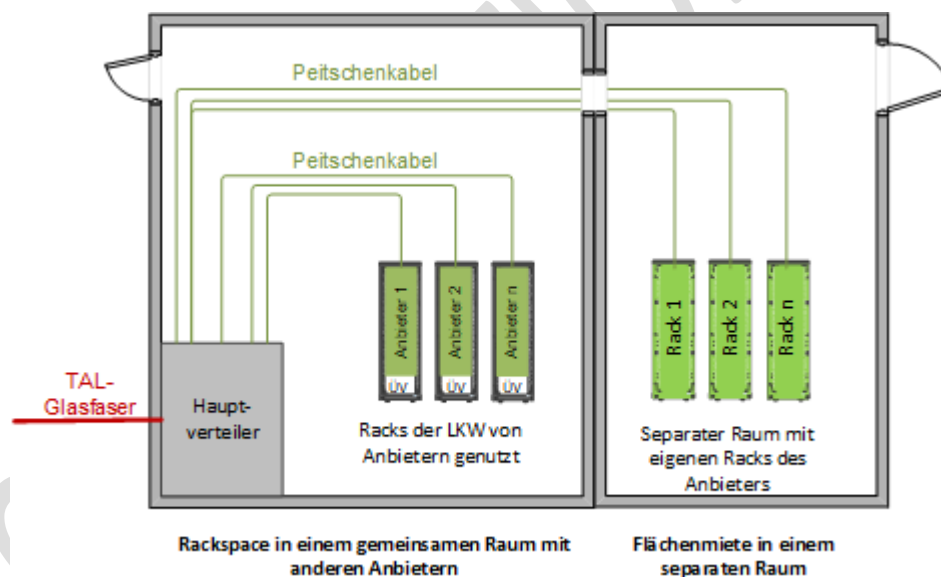 Peitschenkabel
Peitschenkabel
Anbieter 1
Anbieter 2
Anbieter n
ÜV
ÜV
ÜV
Rack 1
Rack 2
Rack n
TAL-
Glasfaser
Haupt-
verteiler
Racks der LKW von
Anbietern genutzt
Separater Raum mit
eigenen Racks des
Anbieters
Rackspace in einem gemeinsamen Raum mit
anderen Anbietern
Flächenmiete in einem
separaten Raum